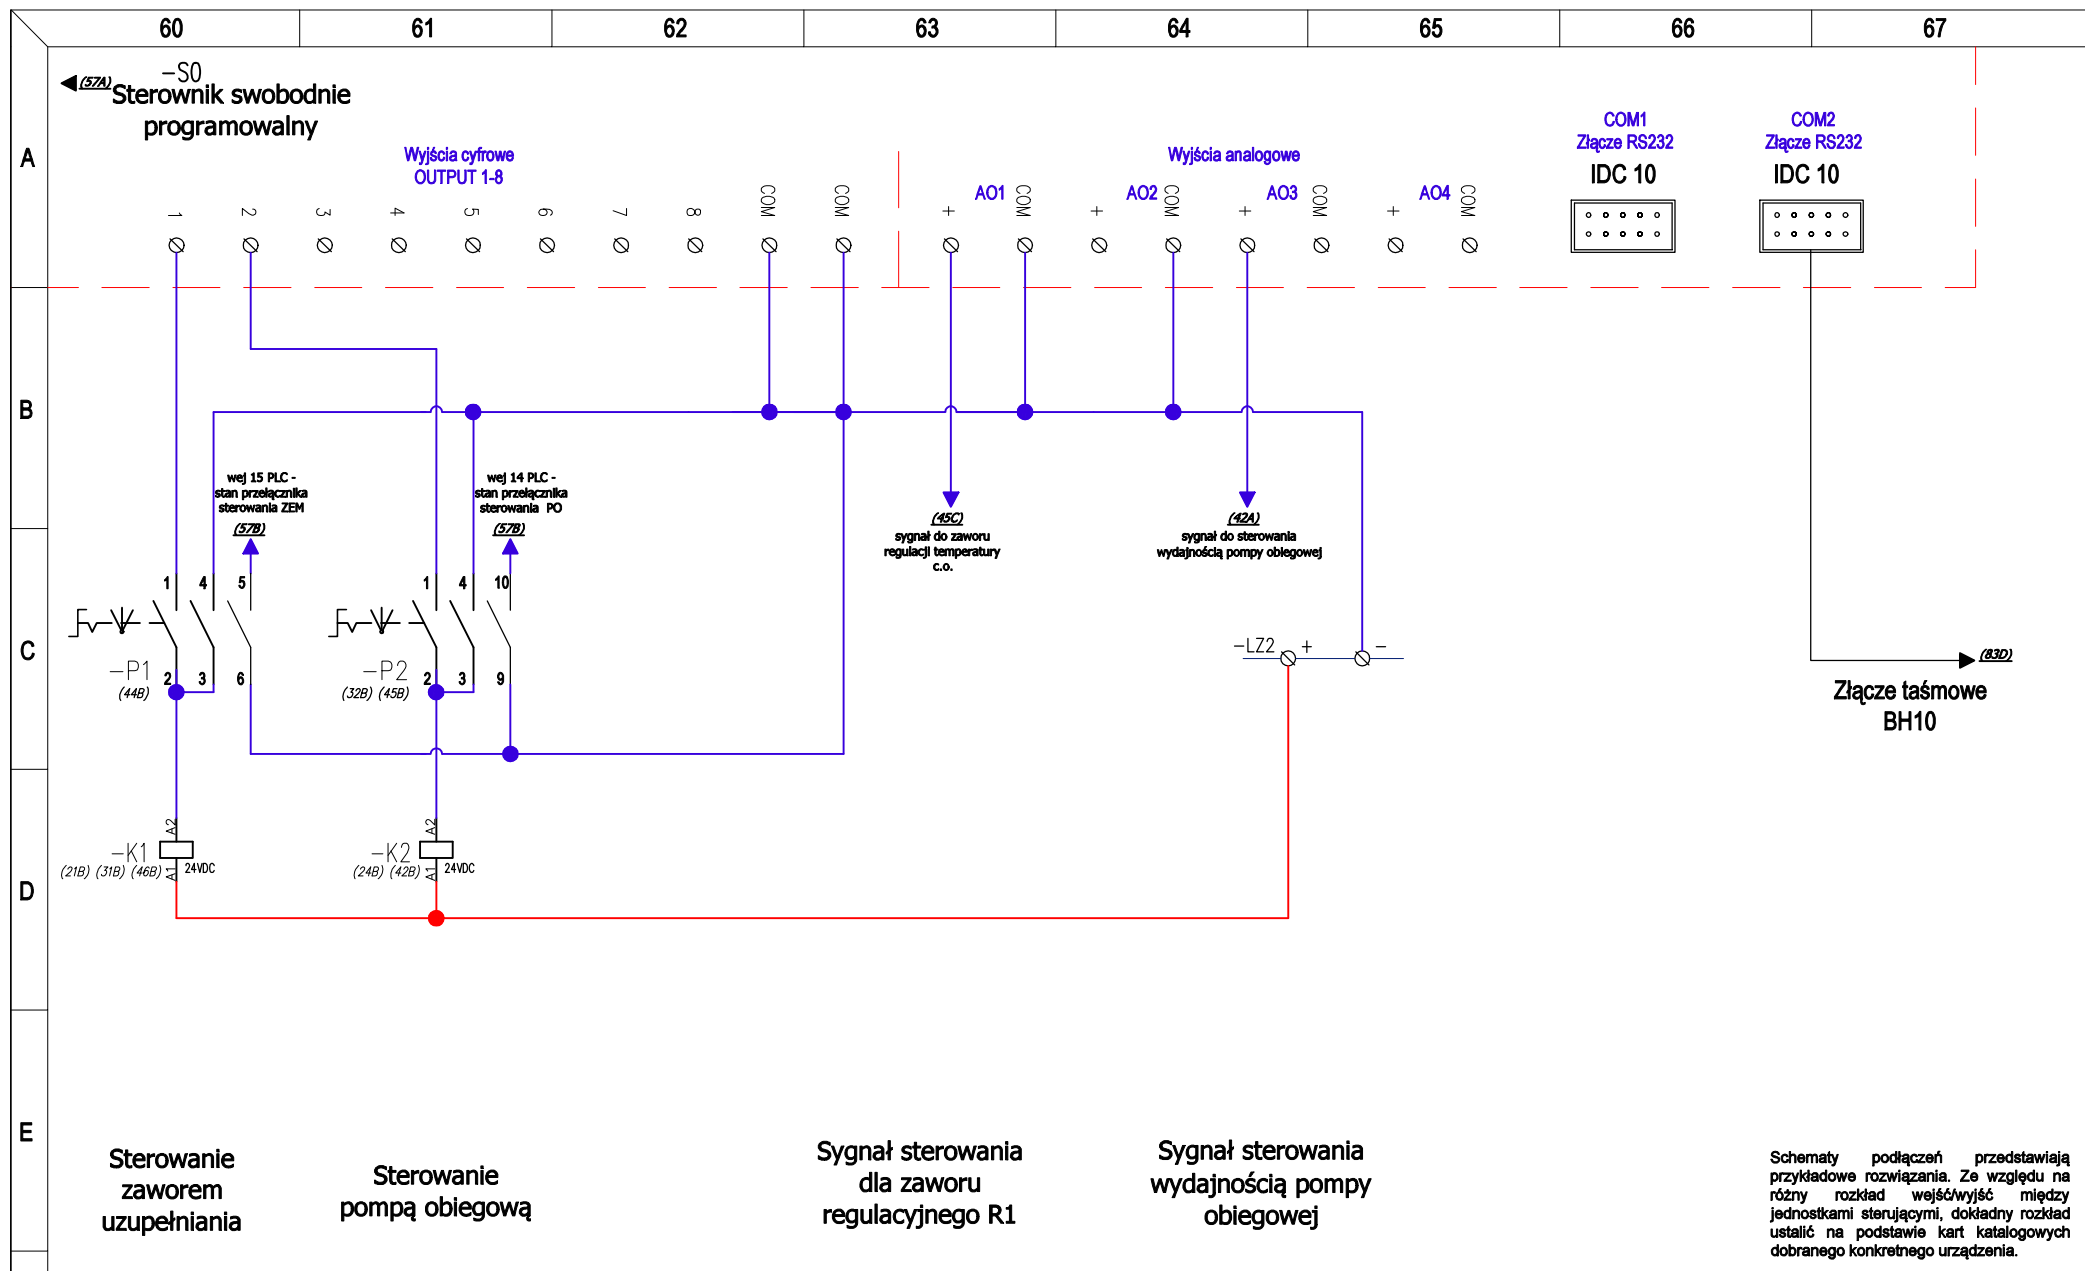 60 61 62 63 64 65 66 67
A
B
C
D
E
(57A)
-S0
Sterownik swobodnie
programowalny
Wyjścia cyfrowe
OUTPUT 1-8
1 2 3 4 5 6 7 8 COM COM
Wyjścia analogowe
+ AO1 COM + AO2 COM + AO3 COM + AO4 COM
COM1
Złącze RS232
IDC 10
COM2
Złącze RS232
IDC 10
wej 15 PLC -
stan przełącznika
sterowania ZEM
(57B)
wej 14 PLC -
stan przełącznika
sterowania PO
(57B)
(45C)
sygnał do zaworu
regulacji temperatury
c.o.
(42A)
sygnał do sterowania
wydajnością pompy obiegowej
1 4 5
-P1
(44B)
2 3 6
1 4 10
-P2
(32B) (45B)
2 3 9
-LZ2 + -
(83D)
Złącze taśmowe
BH10
A2
-K1
(21B) (31B) (46B)
A1
24VDC
A2
-K2
(24B) (42B)
A1
24VDC
Sterowanie
zaworem
uzupełniania
Sterowanie
pompą obiegową
Sygnał sterowania
dla zaworu
regulacyjnego R1
Sygnał sterowania
wydajnością pompy
obiegowej
Schematy podłączeń przedstawiają
przykładowe rozwiązania. Ze względu na
różny rozkład wejść/wyjść między
jednostkami sterującymi, dokładny rozkład
ustalić na podstawie kart katalogowych
dobranego konkretnego urządzenia.